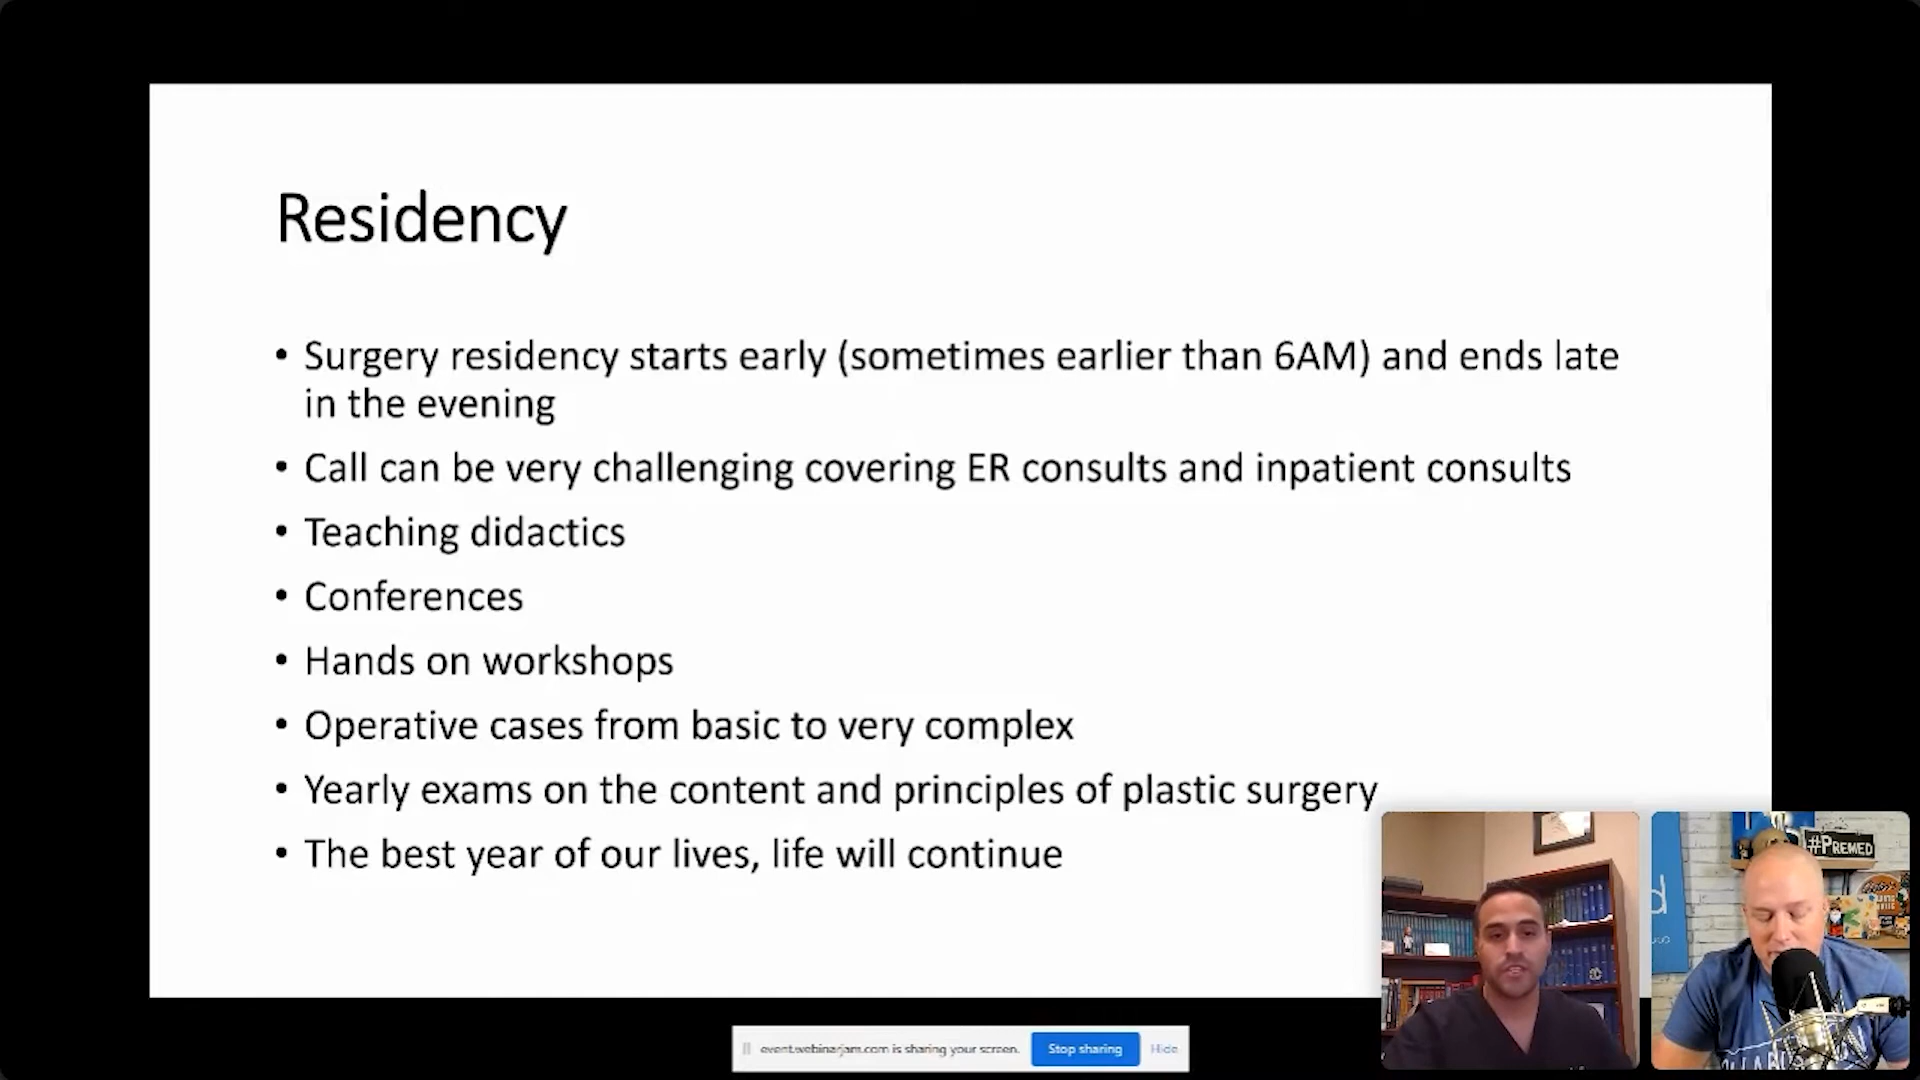 Residency
• Surgery residency starts early (sometimes earlier than 6AM) and ends late
in the evening
• Call can be very challenging covering ER consults and inpatient consults
• Teaching didactics
• Conferences
• Hands on workshops
• Operative cases from basic to very complex
• Yearly exams on the content and principles of plastic surgery
• The best year of our lives, life will continue
#PREMED
event.webinarjam.com is sharing your screen.
Stop sharing
Hide